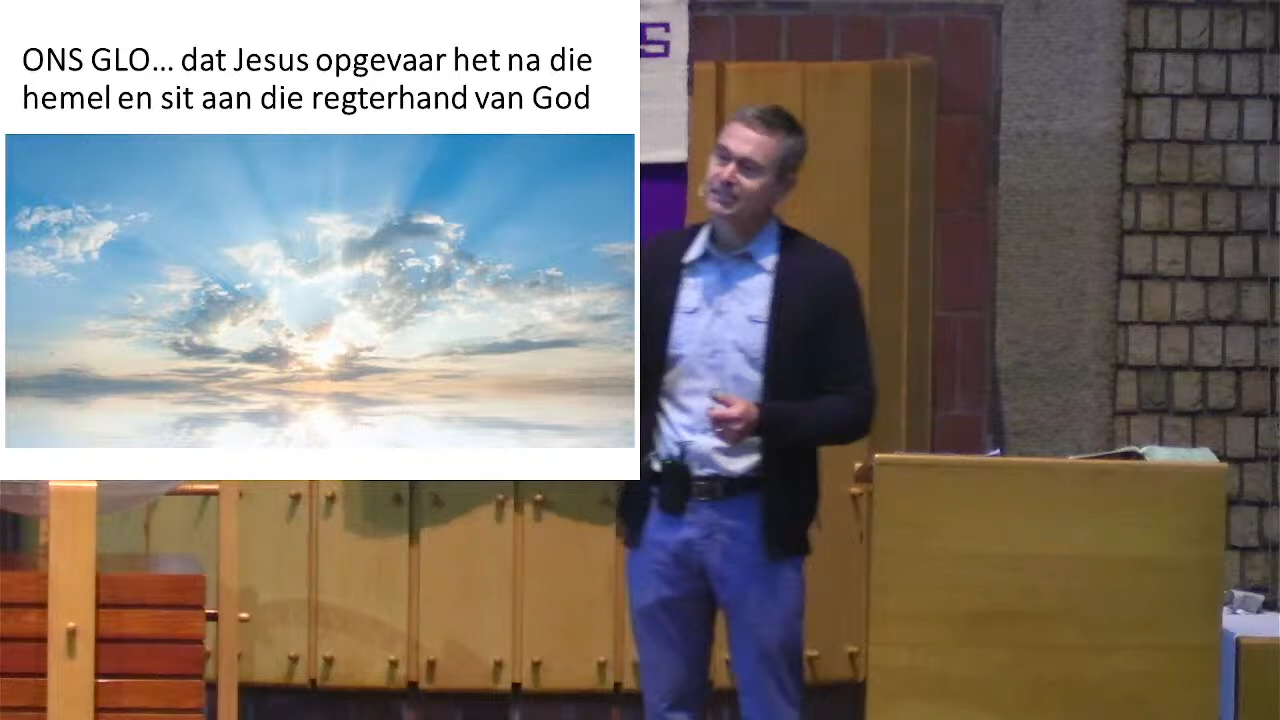 ONS GLO... dat Jesus opgevaar het na die
hemel en sit aan die regterhand van God
S